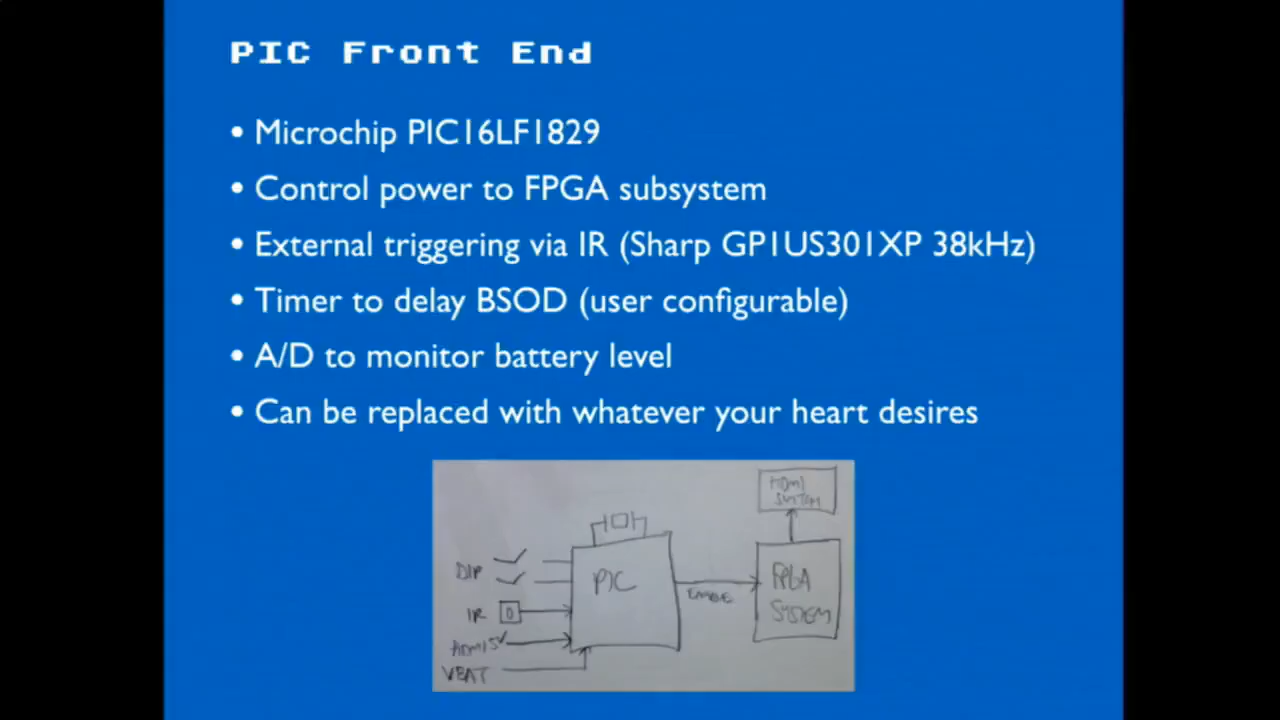 PIC Front End
• Microchip PIC16LF1829
• Control power to FPGA subsystem
• External triggering via IR (Sharp GP1US301XP 38kHz)
• Timer to delay BSOD (user configurable)
• A/D to monitor battery level
• Can be replaced with whatever your heart desires
HDMI
SYSTEM
DIP
PIC
FPGA
SYSTEM
IR
HDMI 5V
VBAT